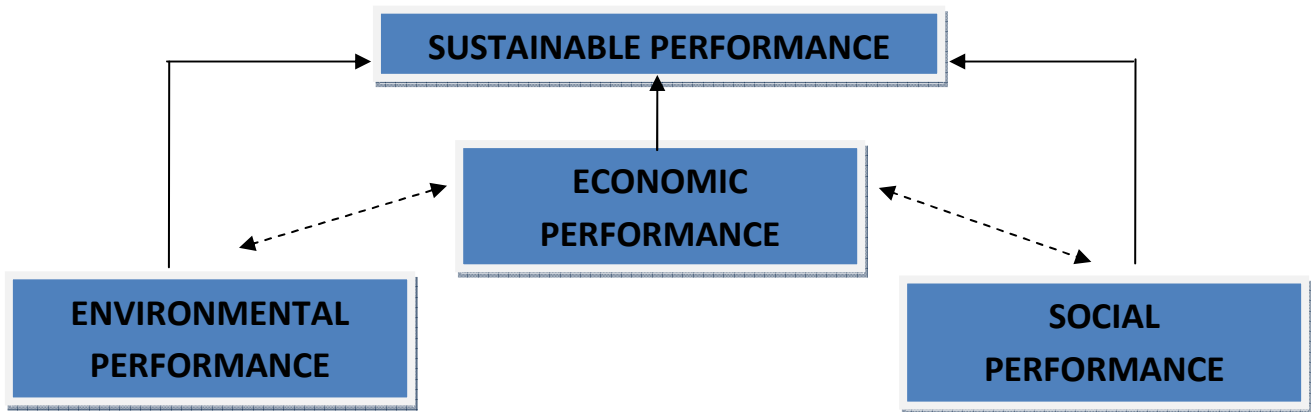 SUSTAINABLE PERFORMANCE
ECONOMIC
PERFORMANCE
ENVIRONMENTAL
PERFORMANCE
SOCIAL
PERFORMANCE